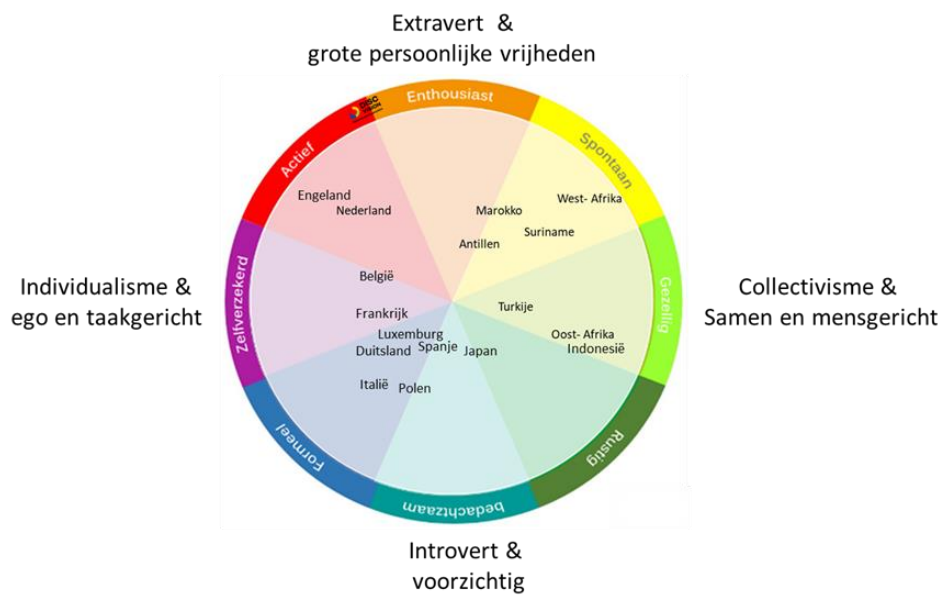 Extravert &
grote persoonlijke vrijheden
Enthousiast
DISC
Actief
Spontaan
Engeland
Nederland
West- Afrika
Marokko
Suriname
Antillen
Individualisme &
ego en taakgericht
Zelfverzekerd
België
Frankrijk
Luxemburg
Duitsland
Spanje
Japan
Turkije
Oost- Afrika
Indonesië
Gezellig
Collectivisme &
Samen en mensgericht
Italië
Polen
Formeel
Rustig
bedachtzaam
Introvert &
voorzichtig